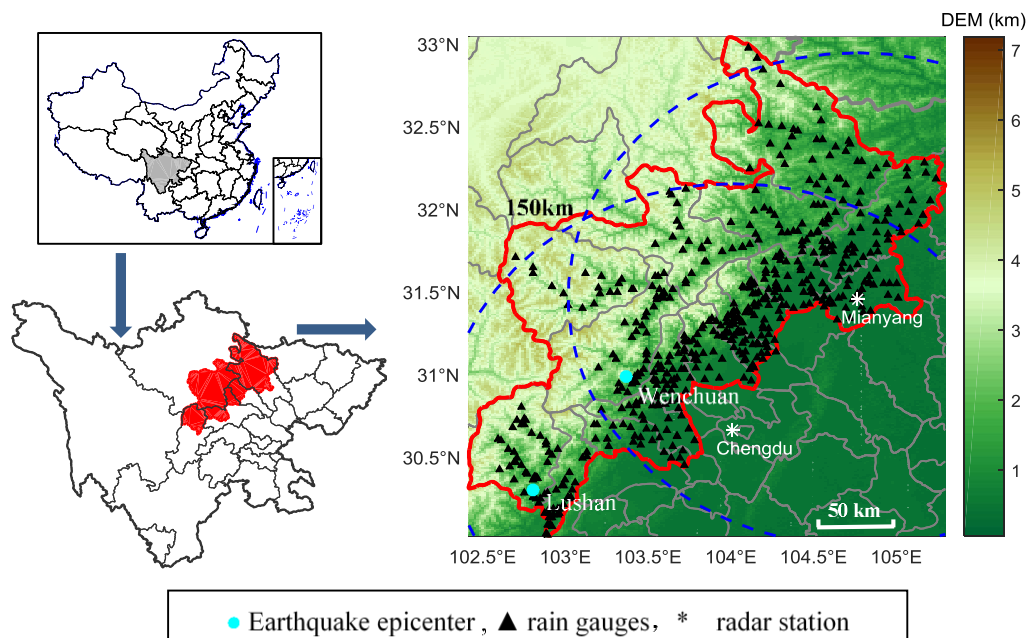 DEM (km)
33°N
32.5°N
32°N
31.5°N
31°N
30.5°N
150km
Mianyang
Wenchuan
Chengdu
Lushan
50 km
102.5°E
103°E
103.5°E
104°E
104.5°E
105°E
7
6
5
4
3
2
1
Earthquake epicenter , ▲ rain gauges， * radar station